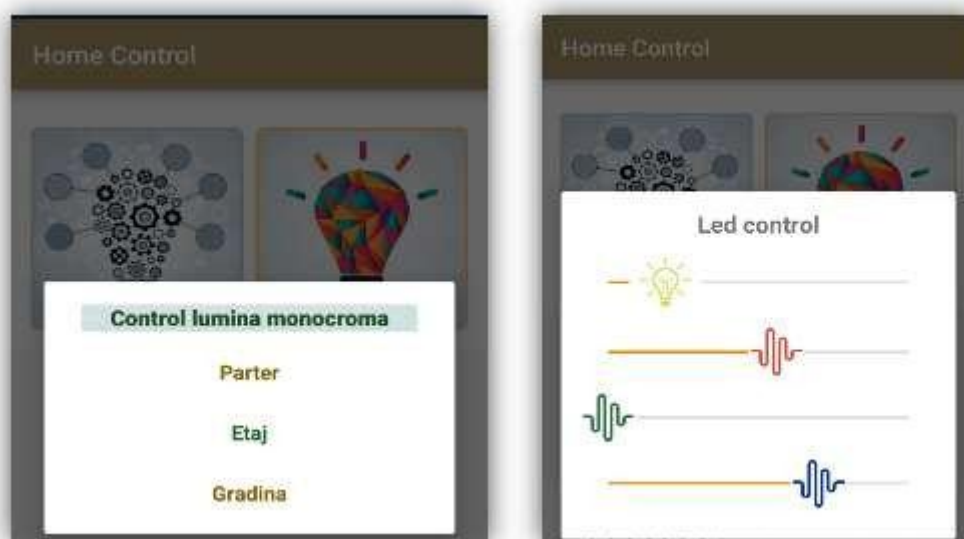 Home Control
Control lumina monocroma
Parter
Etaj
Gradina
Home Control
Led control